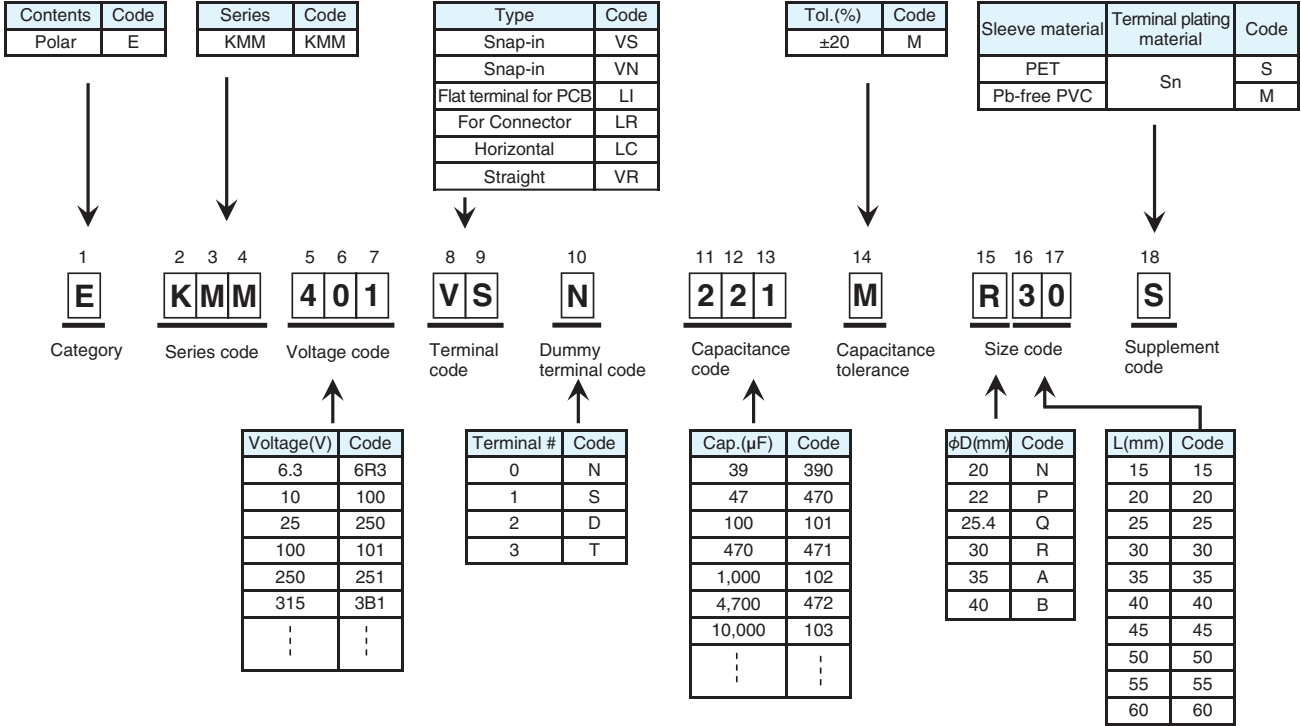 Contents Code
Polar E
Series Code
KMM KMM
Type Code
Snap-in VS
Snap-in VN
Flat terminal for PCB LI
For Connector LR
Horizontal LC
Straight VR
Tol.(%) Code
±20 M
Sleeve material Terminal plating material Code
PET Sn S
Pb-free PVC M
1 2 3 4 5 6 7 8 9 10 11 12 13 14 15 16 17 18
E K M M 4 0 1 V S N 2 2 1 M R 3 0 S
Category
Series code
Voltage code
Terminal
code
Dummy
terminal code
Capacitance
code
Capacitance
tolerance
Size code
Supplement
code
Voltage(V) Code
6.3 6R3
10 100
25 250
100 101
250 251
315 3B1
Terminal # Code
0 N
1 S
2 D
3 T
Cap.(µF) Code
39 390
47 470
100 101
470 471
1,000 102
4,700 472
10,000 103
ϕD(mm) Code
20 N
22 P
25.4 Q
30 R
35 A
40 B
L(mm) Code
15 15
20 20
25 25
30 30
35 35
40 40
45 45
50 50
55 55
60 60